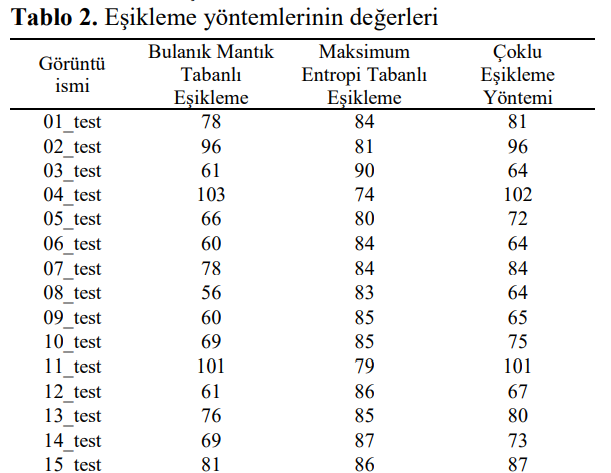 Tablo 2. Eşikleme yöntemlerinin değerleri
Görüntü ismi Bulanık Mantık Tabanlı Eşikleme Maksimum Entropi Tabanlı Eşikleme Çoklu Eşikleme Yöntemi
01_test 78 84 81
02_test 96 81 96
03_test 61 90 64
04_test 103 74 102
05_test 66 80 72
06_test 60 84 64
07_test 78 84 84
08_test 56 83 64
09_test 60 85 65
10_test 69 85 75
11_test 101 79 101
12_test 61 86 67
13_test 76 85 80
14_test 69 87 73
15_test 81 86 87